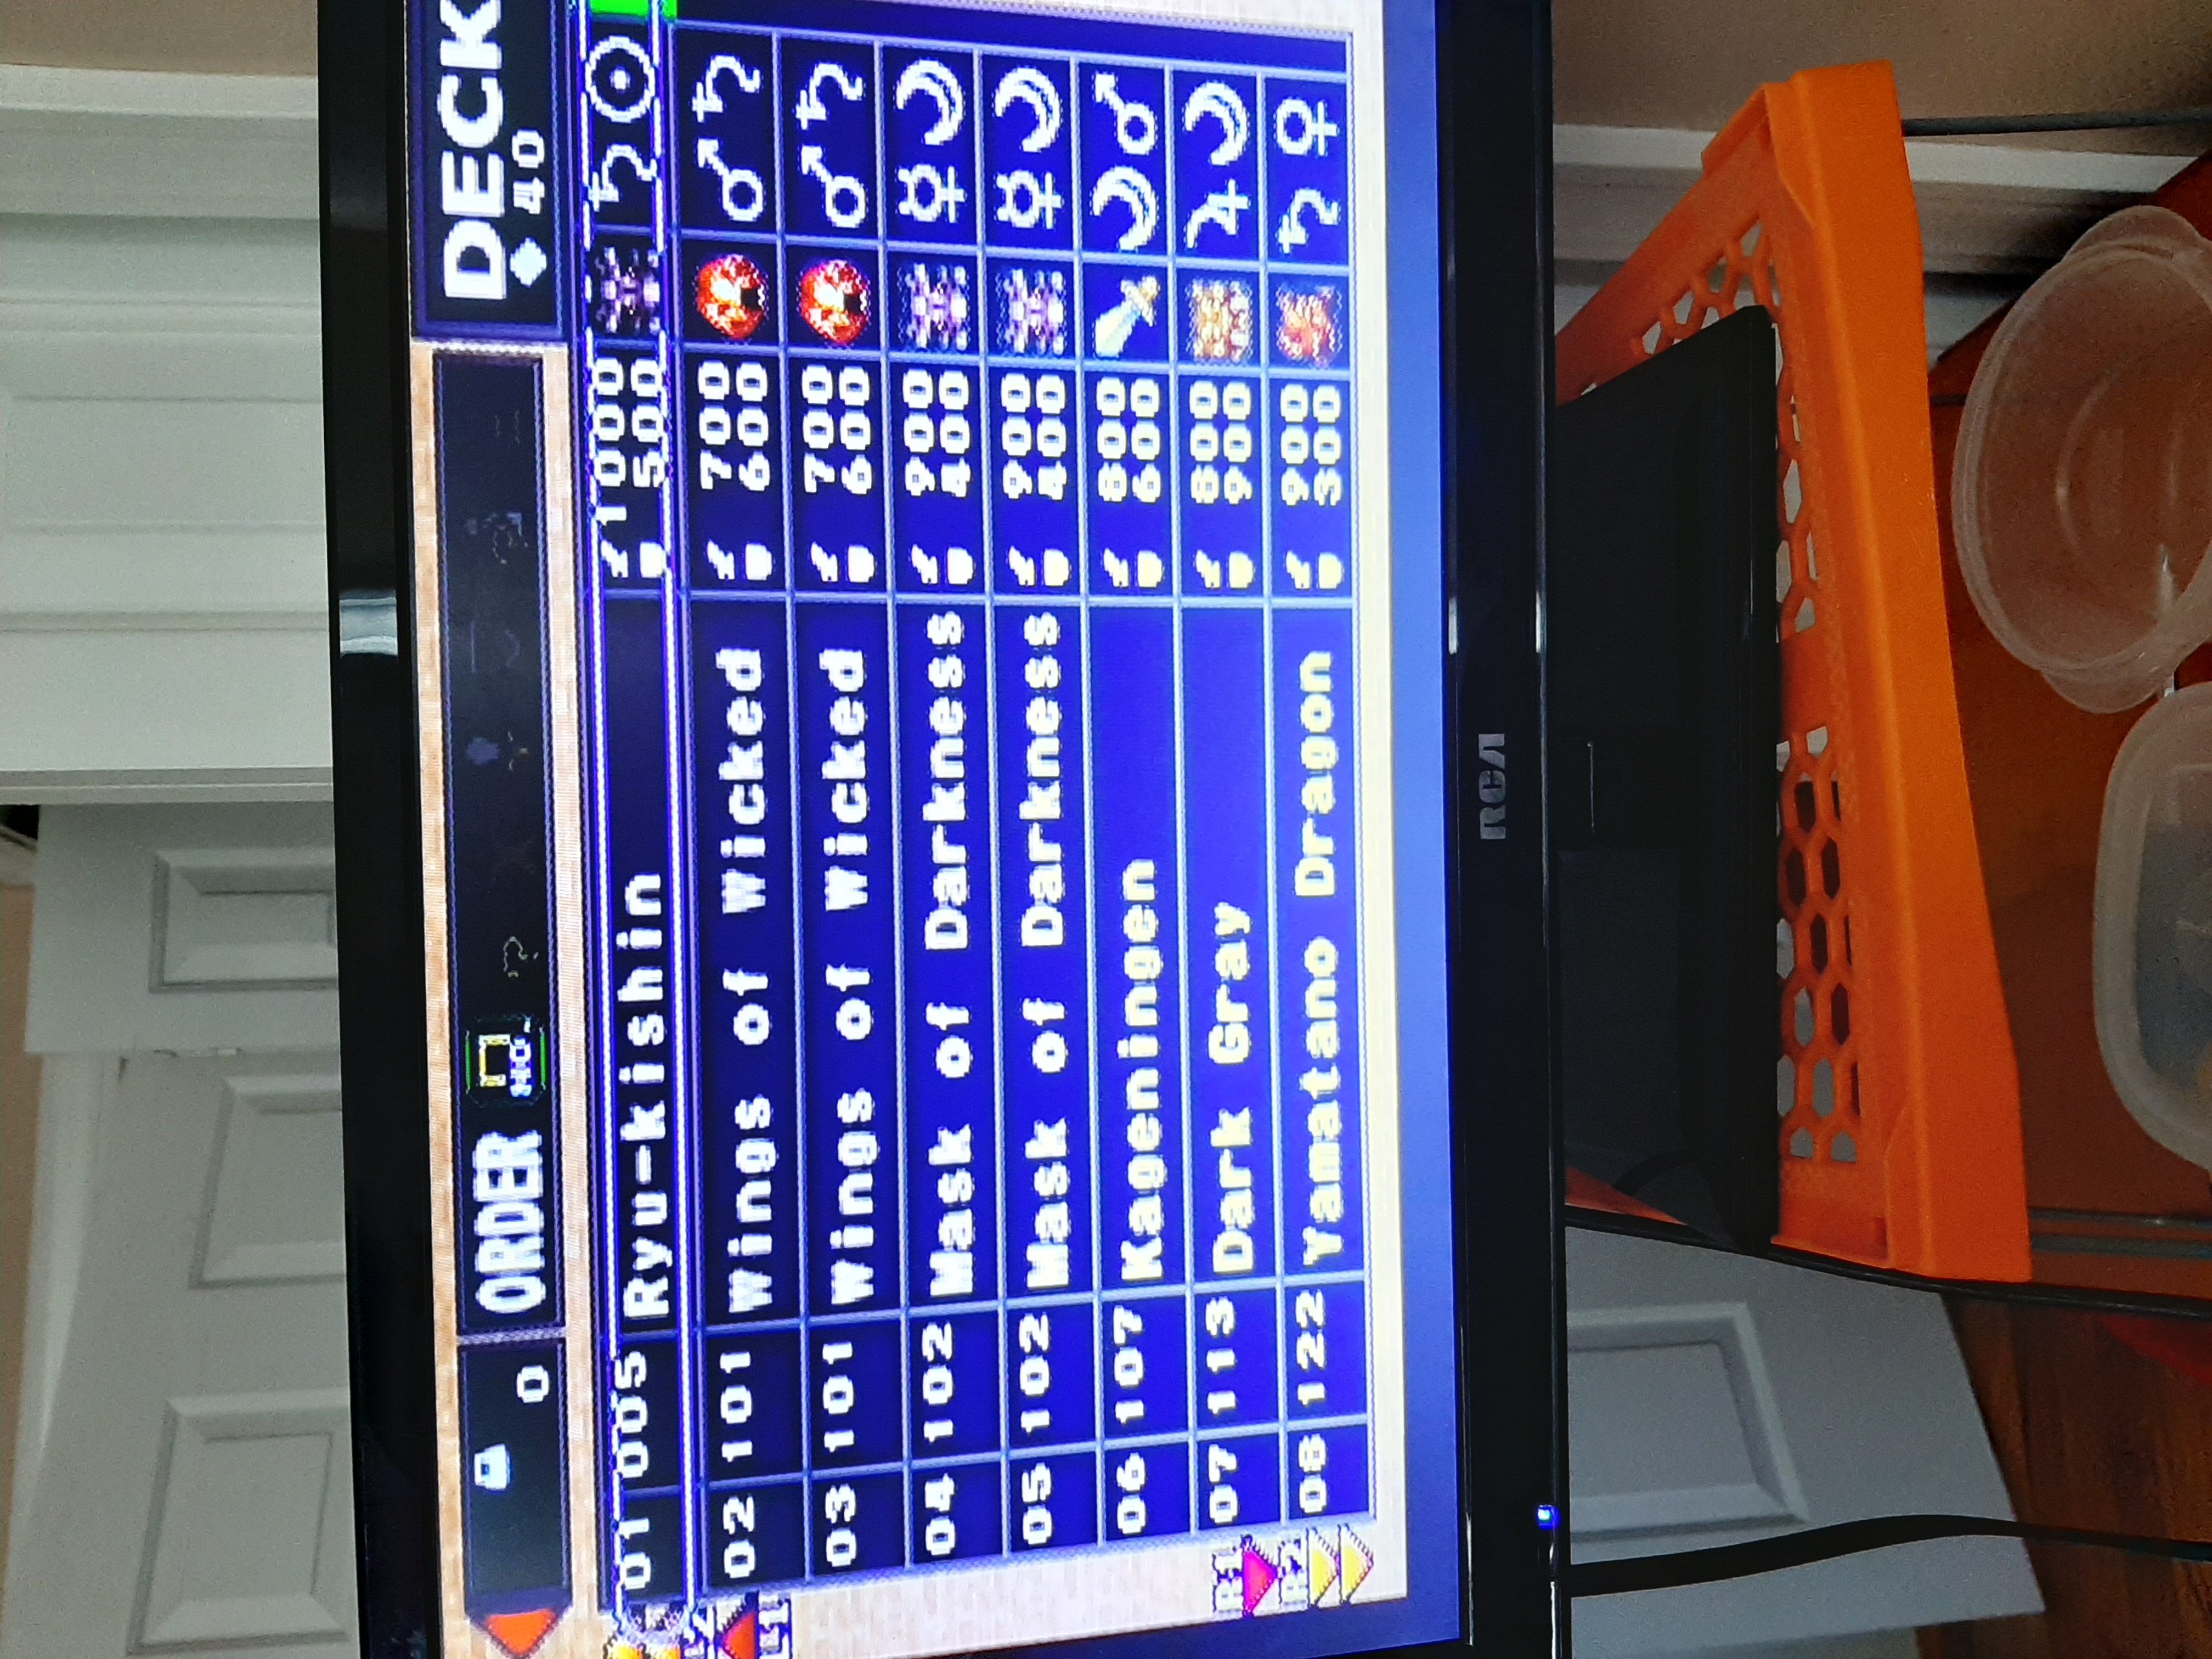 0 ORDER DECK
40
01 005 Ryu-kishin 1000 500
02 101 Wings of Wicked 700 600
03 101 Wings of Wicked 700 600
04 102 Mask of Darkness 900 400
05 102 Mask of Darkness 900 400
06 107 Kageningen 800 600
07 113 Dark Gray 800 900
08 122 Yamatano Dragon 900 300
L1
R1
R2
RCA